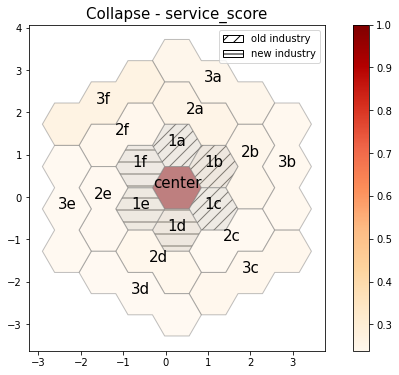 Collapse - service_score
old industry
new industry
3a
3f
2a
2f
1a
2b
3b
1f
1b
center
2e
3e
1e
1c
1d
2c
2d
3c
3d
4
3
2
1
0
−1
−2
−3
−3
−2
−1
0
1
2
3
1.0
0.9
0.8
0.7
0.6
0.5
0.4
0.3